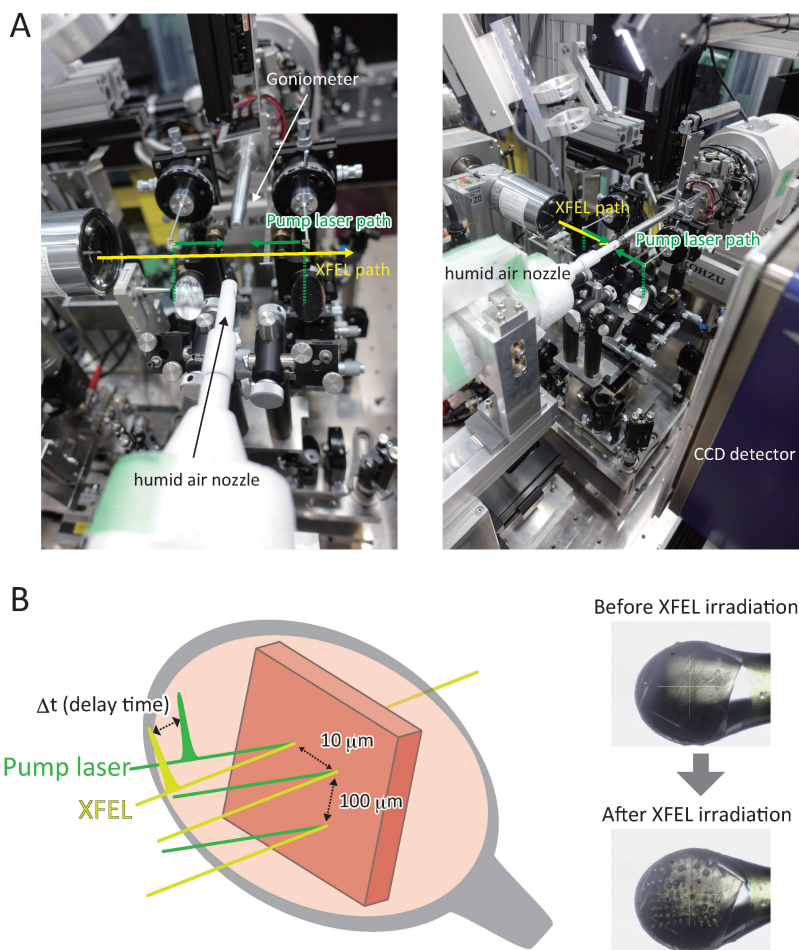 A
Goniometer
Pump laser path
XFEL path
humid air nozzle
XFEL path
Pump laser path
humid air nozzle
OHZU
CCD detector
B
Δt (delay time)
Pump laser
XFEL
10 μm
100 μm
Before XFEL irradiation
After XFEL irradiation